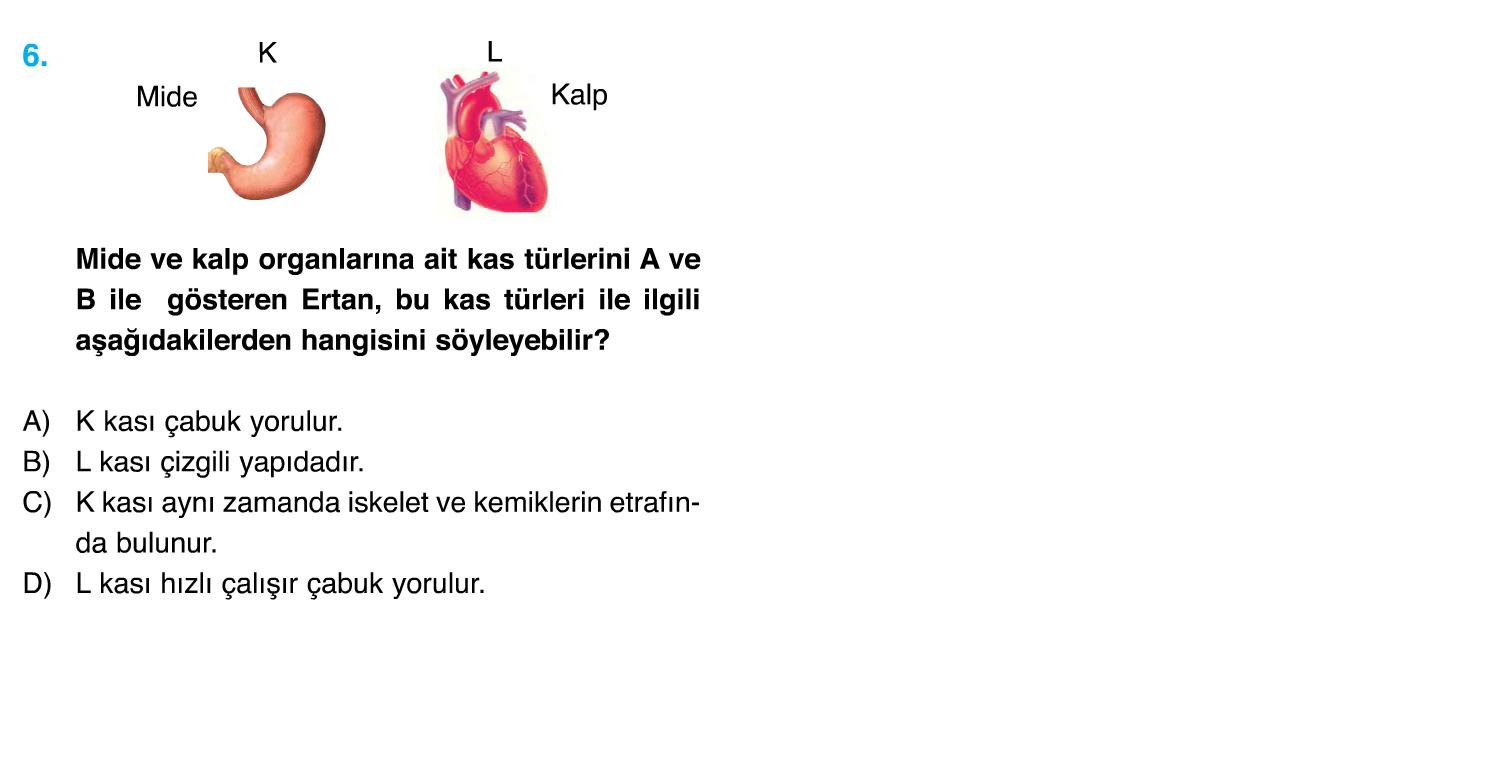 6.
K
L
Mide
Kalp
Mide ve kalp organlarına ait kas türlerini A ve
B ile gösteren Ertan, bu kas türleri ile ilgili
aşağıdakilerden hangisini söyleyebilir?
A) K kası çabuk yorulur.
B) L kası çizgili yapıdadır.
C) K kası aynı zamanda iskelet ve kemiklerin etrafın-
da bulunur.
D) L kası hızlı çalışır çabuk yorulur.